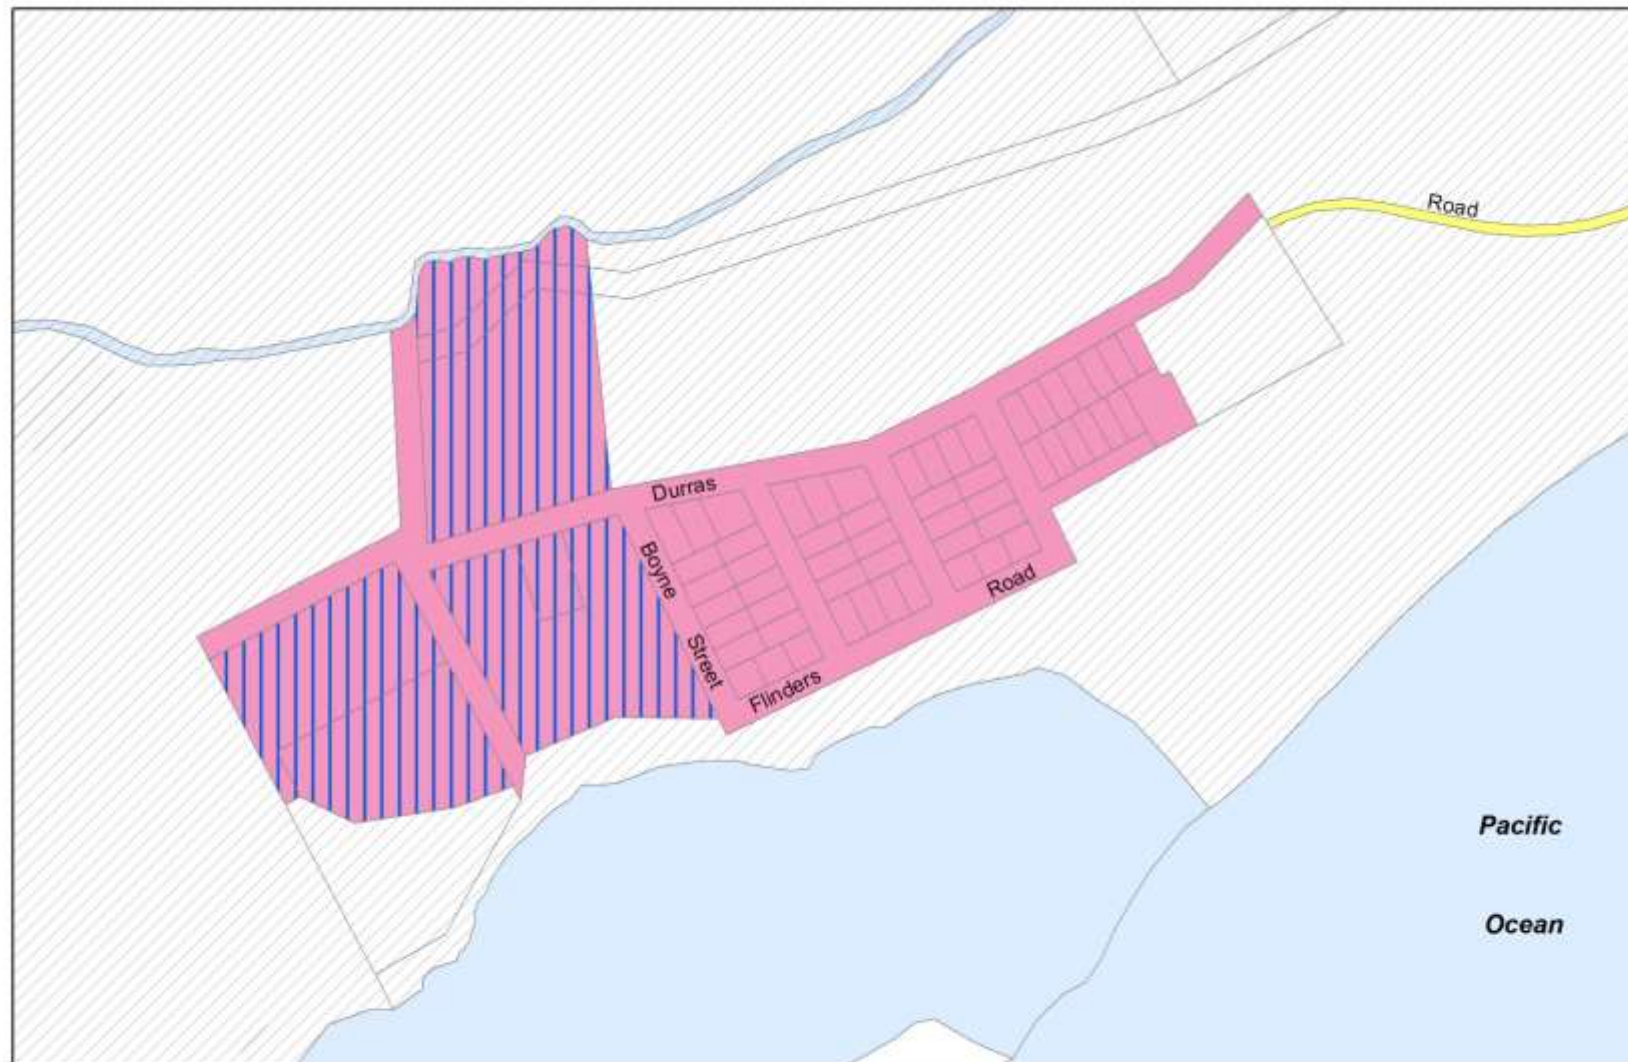 Road
Durras
Boyne
Street
Road
Flinders
Pacific
Ocean